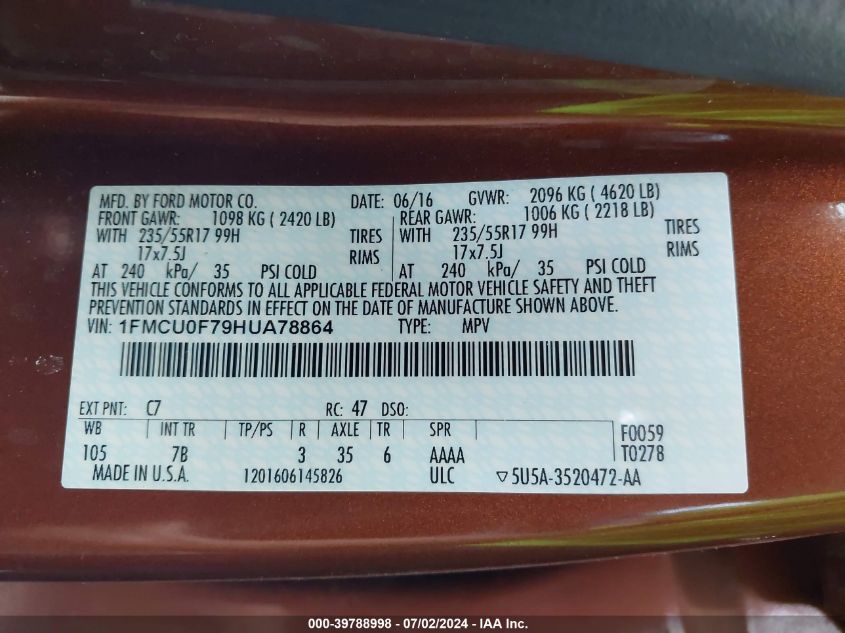 MFD. BY FORD MOTOR CO. DATE: 06/16 GVWR: 2096 KG ( 4620 LB)
FRONT GAWR: 1098 KG ( 2420 LB) REAR GAWR: 1006 KG ( 2218 LB)
WITH 235/55R17 99H TIRES WITH 235/55R17 99H TIRES
17x7.5J RIMS 17x7.5J RIMS
AT 240 kPa/ 35 PSI COLD AT 240 kPa/ 35 PSI COLD
THIS VEHICLE CONFORMS TO ALL APPLICABLE FEDERAL MOTOR VEHICLE SAFETY AND THEFT
PREVENTION STANDARDS IN EFFECT ON THE DATE OF MANUFACTURE SHOWN ABOVE.
VIN: 1FMCU0F79HUA78864 TYPE: MPV
EXT PNT: C7 RC: 47 DSO:
WB INT TR TP/PS R AXLE TR SPR F0059
105 7B 3 35 6 AAAA T0278
MADE IN U.S.A. 1201606145826 ULC ▽5U5A-3520472-AA
000-39788998 - 07/02/2024 - IAA Inc.